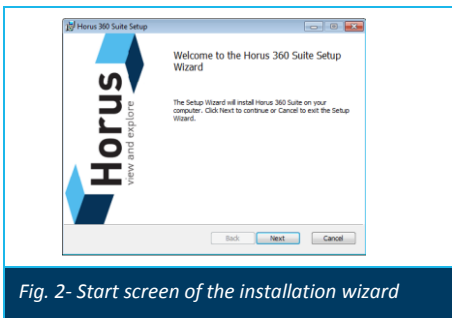 Horus 360 Suite Setup
Welcome to the Horus 360 Suite Setup
Wizard
The Setup Wizard will install Horus 360 Suite on your
computer. Click Next to continue or Cancel to exit the Setup
Wizard.
Horus
view and explore
Back Next Cancel
Fig. 2- Start screen of the installation wizard